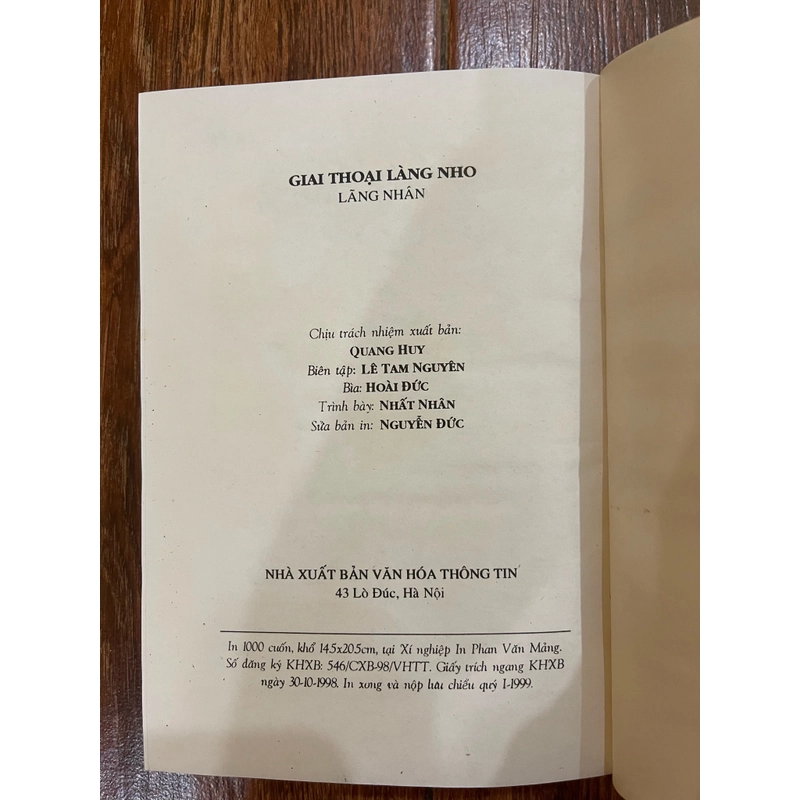 GIAI THOẠI LÀNG NHO
LÃNG NHÂN
Chịu trách nhiệm xuất bản:
QUANG HUY
Biên tập: LÊ TAM NGUYÊN
Bìa: HOÀI ĐỨC
Trình bày: NHẤT NHÂN
Sửa bản in: NGUYỄN ĐỨC
NHÀ XUẤT BẢN VĂN HÓA THÔNG TIN
43 Lò Đúc, Hà Nội
In 1000 cuốn, khổ 14.5x20.5cm, tại Xí nghiệp In Phan Văn Mảng.
Số đăng ký KHXB: 546/CXB-98/VHTT. Giấy trích ngang KHXB
ngày 30-10-1998. In xong và nộp lưu chiểu quý I-1999.